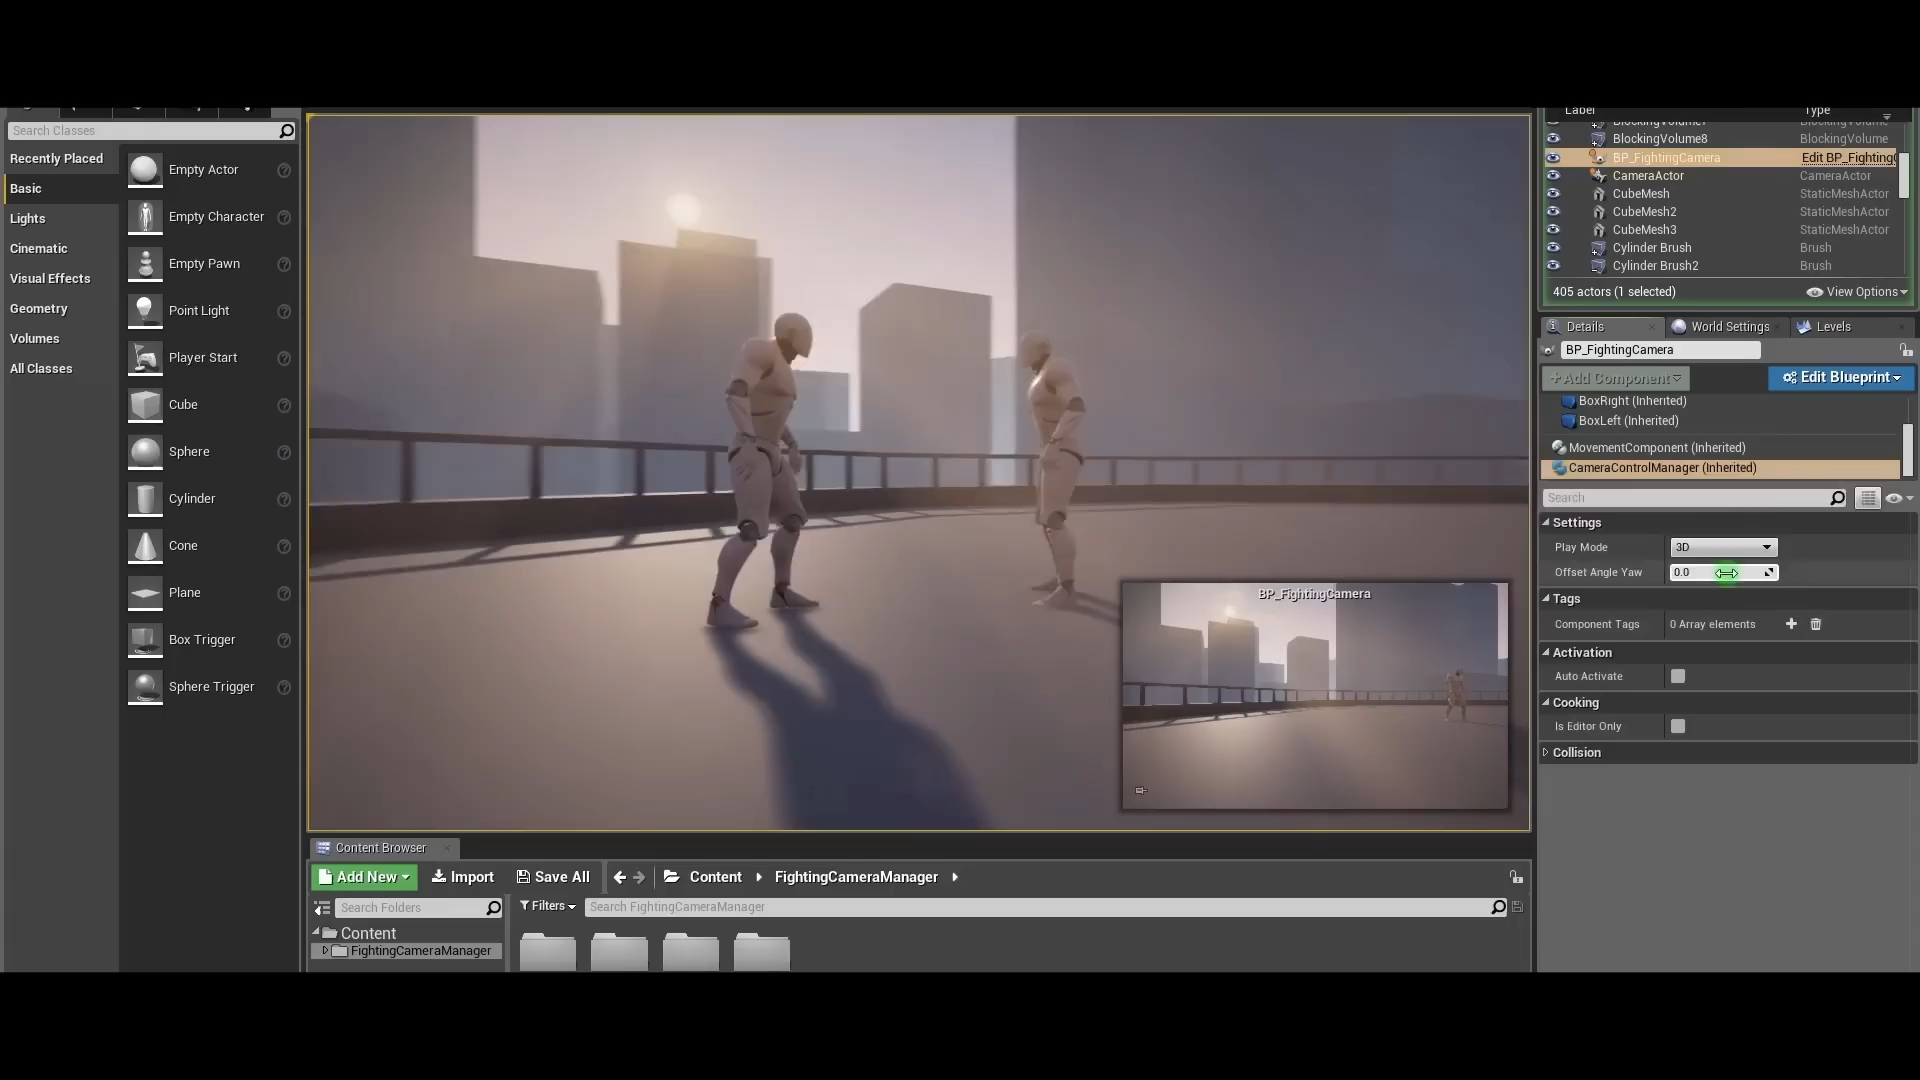 Search Classes
Recently Placed
Basic
Lights
Cinematic
Visual Effects
Geometry
Volumes
All Classes
Empty Actor
Empty Character
Empty Pawn
Point Light
Player Start
Cube
Sphere
Cylinder
Cone
Plane
Box Trigger
Sphere Trigger
BP_FightingCamera
Label Type
BlockingVolume8 BlockingVolume
BP_FightingCamera Edit BP_Fighting
CameraActor CameraActor
CubeMesh StaticMeshActor
CubeMesh2 StaticMeshActor
CubeMesh3 StaticMeshActor
Cylinder Brush Brush
Cylinder Brush2 Brush
405 actors (1 selected) View Options
Details World Settings Levels
BP_FightingCamera
+ Add Component Edit Blueprint
BoxRight (Inherited)
BoxLeft (Inherited)
MovementComponent (Inherited)
CameraControlManager (Inherited)
Search
Settings
Play Mode 3D
Offset Angle Yaw 0.0
Tags
Component Tags 0 Array elements
Activation
Auto Activate
Cooking
Is Editor Only
Collision
Content Browser
Add New Import Save All Content FightingCameraManager
Search Folders Filters Search FightingCameraManager
Content
FightingCameraManager